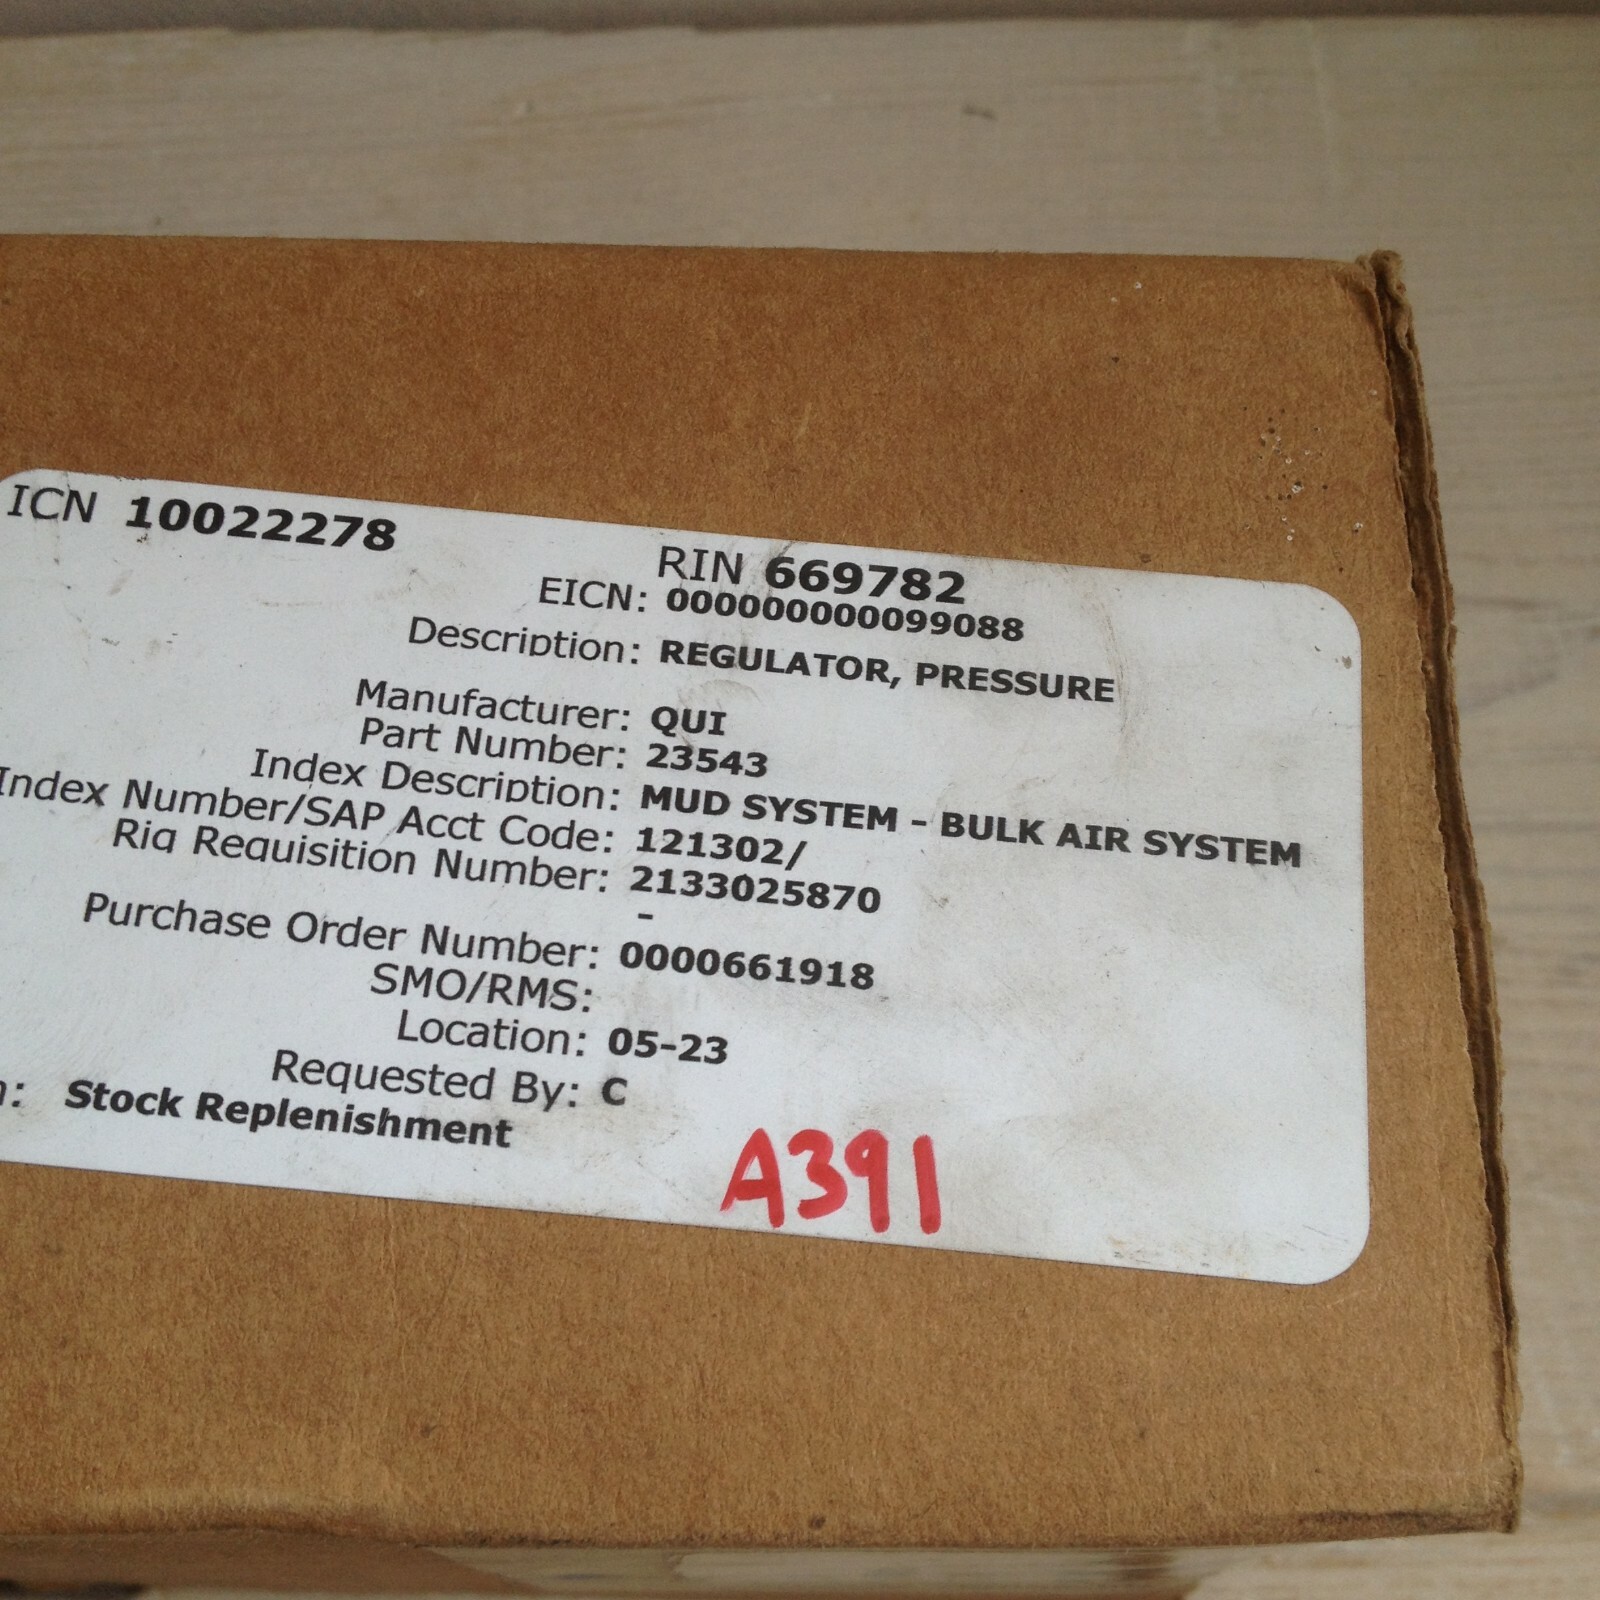 ICN 10022278
RIN 669782
EICN: 000000000099088
Description: REGULATOR, PRESSURE
Manufacturer: QUI
Part Number: 23543
Index Description: MUD SYSTEM - BULK AIR SYSTEM
Index Number/SAP Acct Code: 121302/
Rig Requisition Number: 2133025870
-
Purchase Order Number: 0000661918
SMO/RMS:
Location: 05-23
Requested By: C
Stock Replenishment
A391